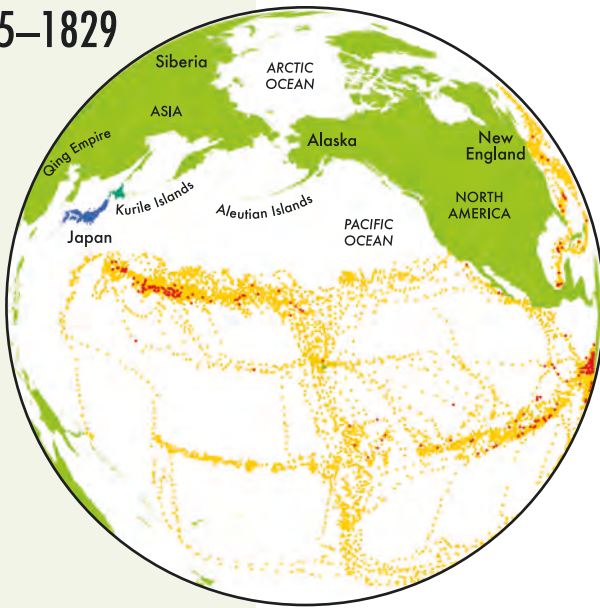 5–1829
Siberia
ARCTIC
OCEAN
ASIA
Qing Empire
Alaska
New
England
Kurile Islands
Aleutian Islands
NORTH
AMERICA
Japan
PACIFIC
OCEAN